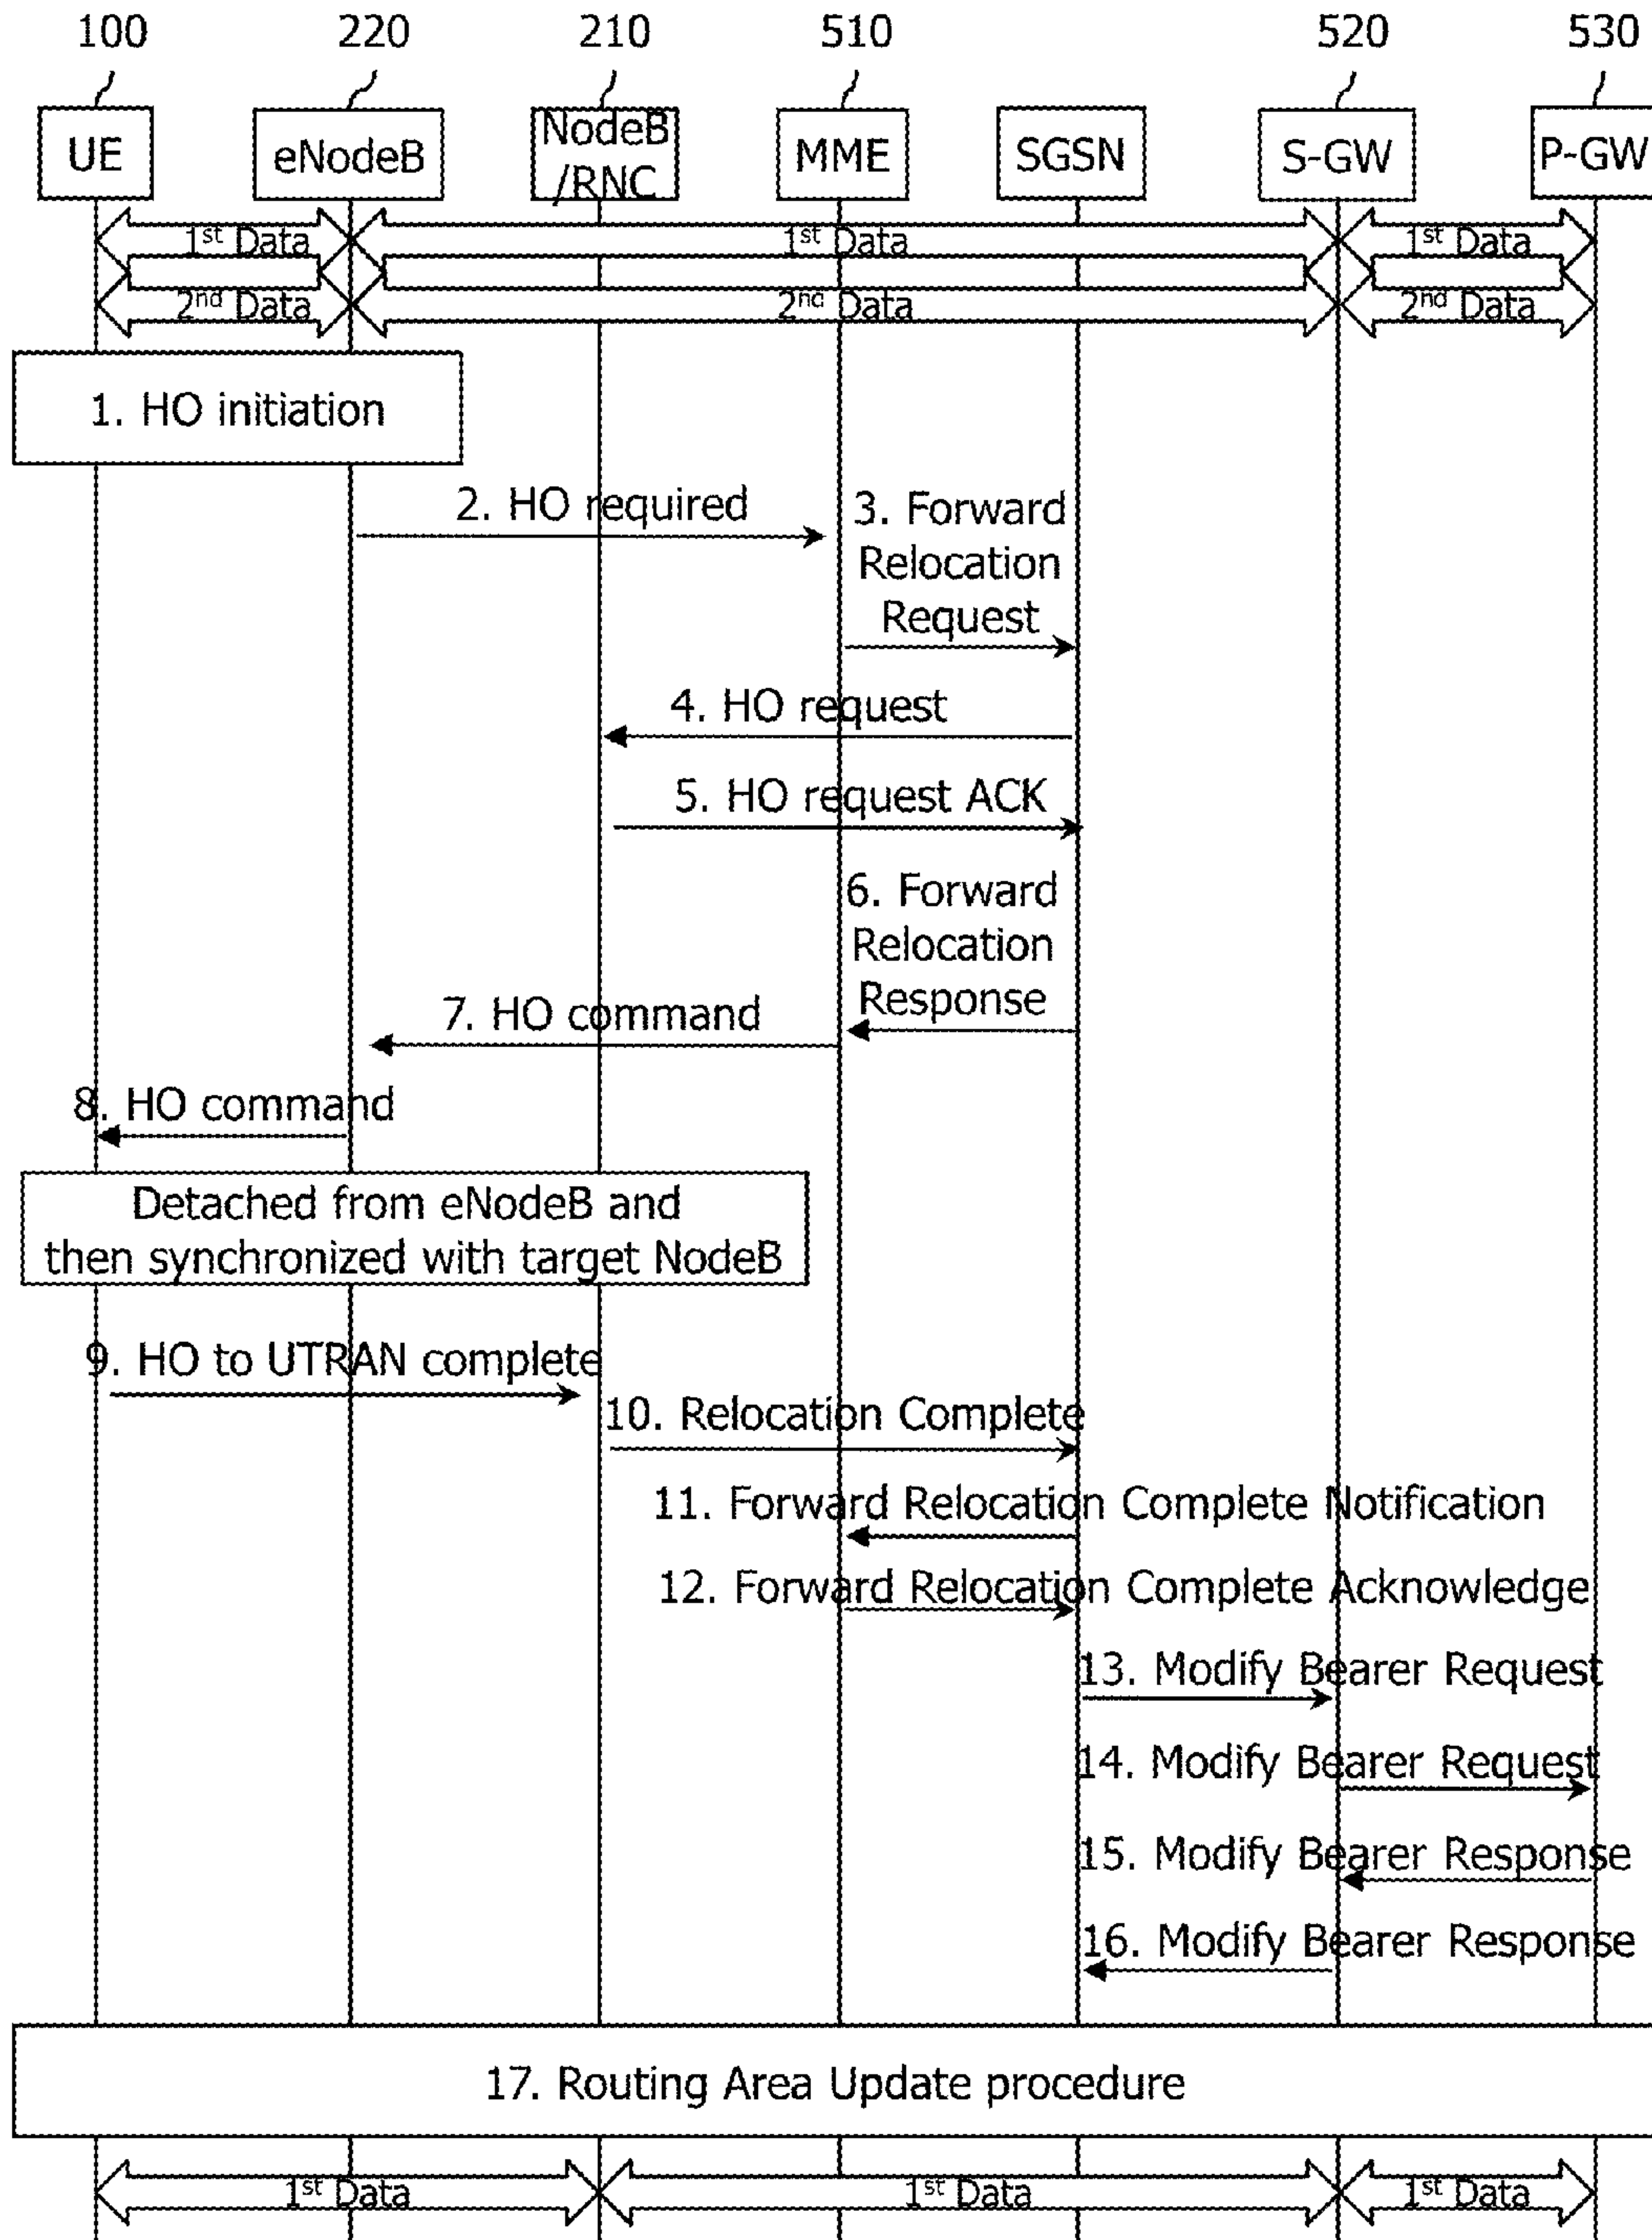 100 220 210 510 520 530
UE eNodeB NodeB /RNC MME SGSN S-GW P-GW
1st Data 1st Data 1st Data
2nd Data 2nd Data 2nd Data
1. HO initiation
2. HO required
3. Forward
Relocation
Request
4. HO request
5. HO request ACK
6. Forward
Relocation
Response
7. HO command
8. HO command
Detached from eNodeB and
then synchronized with target NodeB
9. HO to UTRAN complete
10. Relocation Complete
11. Forward Relocation Complete Notification
12. Forward Relocation Complete Acknowledge
13. Modify Bearer Request
14. Modify Bearer Request
15. Modify Bearer Response
16. Modify Bearer Response
17. Routing Area Update procedure
1st Data 1st Data 1st Data